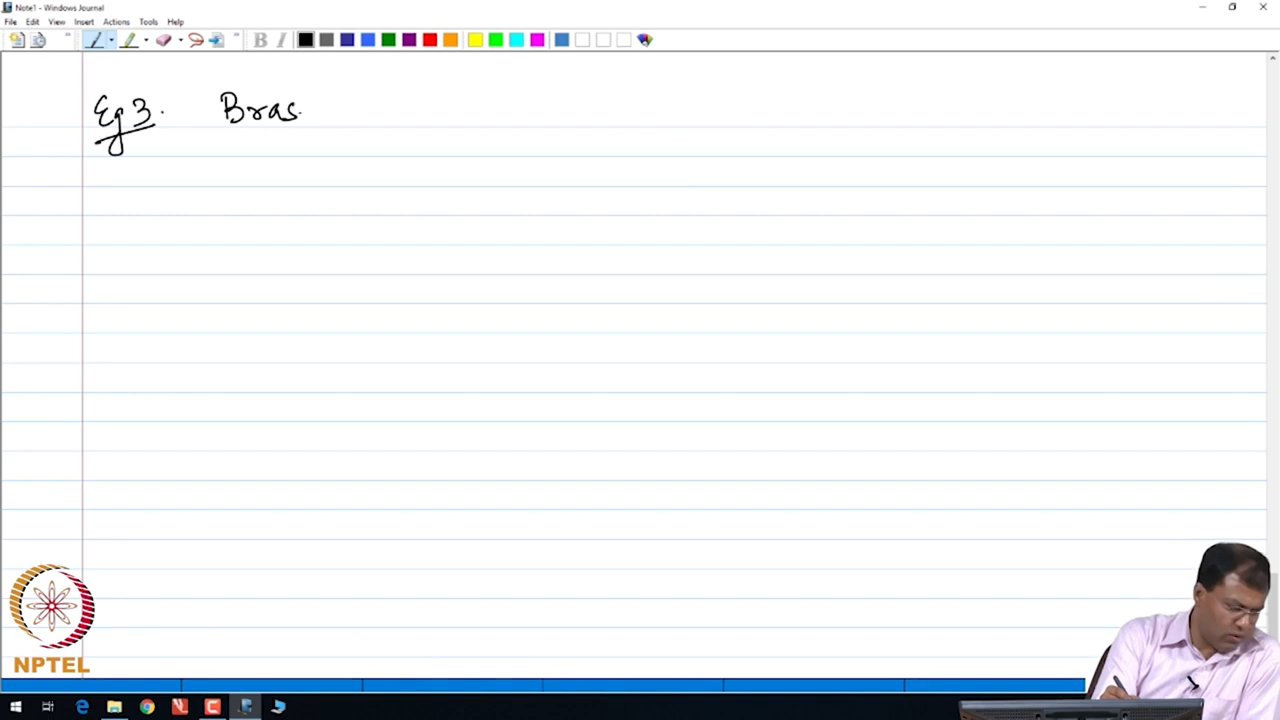 Note1 - Windows Journal
File Edit View Insert Actions Tools Help
B I
Eg 3. Bras
NPTEL